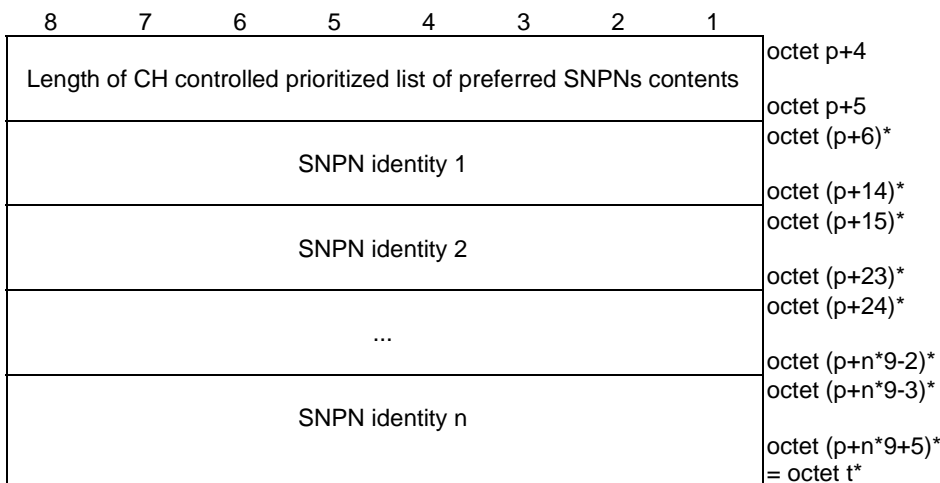 8 7 6 5 4 3 2 1
octet p+4
Length of CH controlled prioritized list of preferred SNPNs contents
octet p+5
octet (p+6)*
SNPN identity 1
octet (p+14)*
octet (p+15)*
SNPN identity 2
octet (p+23)*
octet (p+24)*
...
octet (p+n*9-2)*
octet (p+n*9-3)*
SNPN identity n
octet (p+n*9+5)*
= octet t*